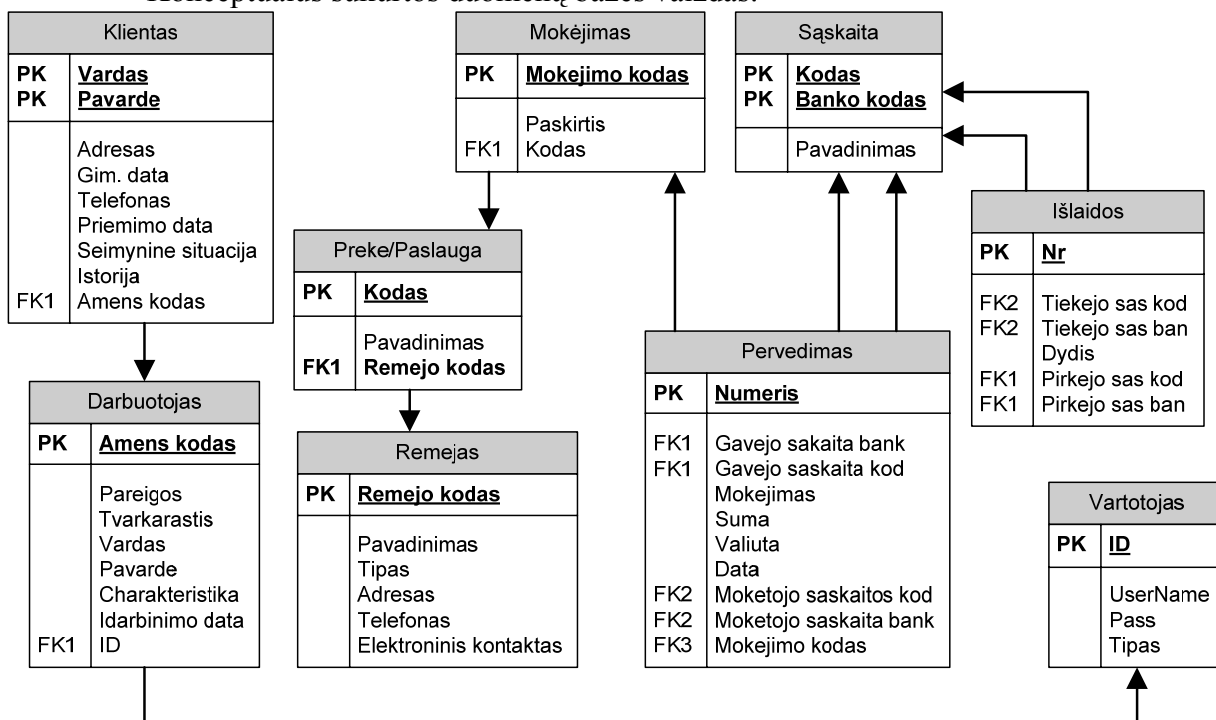 Konceptualus sukurtos duomenų bazės vaizdas:
Klientas
PK Vardas
PK Pavarde
Adresas
Gim. data
Telefonas
Priemimo data
Seimynine situacija
Istorija
FK1 Amens kodas
Mokėjimas
PK Mokejimo kodas
Paskirtis
FK1 Kodas
Sąskaita
PK Kodas
PK Banko kodas
Pavadinimas
Išlaidos
PK Nr
FK2 Tiekejo sas kod
FK2 Tiekejo sas ban
Dydis
FK1 Pirkejo sas kod
FK1 Pirkejo sas ban
Preke/Paslauga
PK Kodas
Pavadinimas
FK1 Remejo kodas
Darbuotojas
PK Amens kodas
Pareigos
Tvarkarastis
Vardas
Pavarde
Charakteristika
Idarbinimo data
FK1 ID
Remejas
PK Remejo kodas
Pavadinimas
Tipas
Adresas
Telefonas
Elektroninis kontaktas
Pervedimas
PK Numeris
FK1 Gavejo sakaita bank
FK1 Gavejo saskaita kod
Mokejimas
Suma
Valiuta
Data
FK2 Moketojo saskaitos kod
FK2 Moketojo saskaita bank
FK3 Mokejimo kodas
Vartotojas
PK ID
UserName
Pass
Tipas